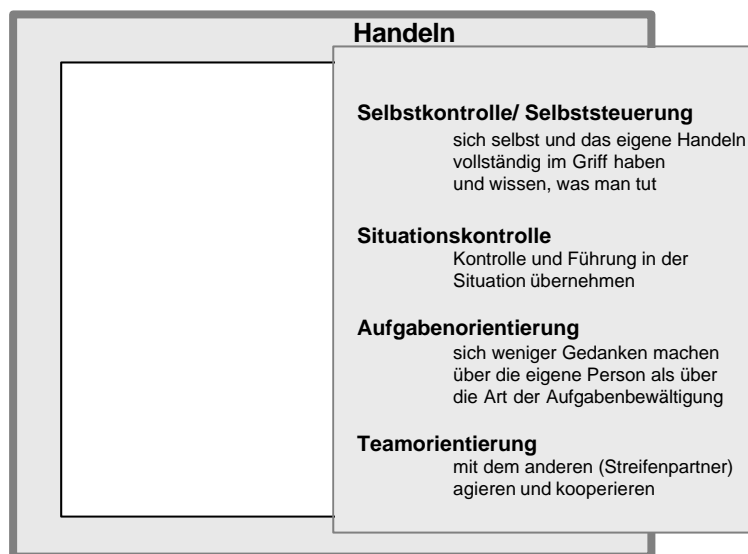 Handeln
Selbstkontrolle/ Selbststeuerung
sich selbst und das eigene Handeln
vollständig im Griff haben
und wissen, was man tut
Situationskontrolle
Kontrolle und Führung in der
Situation übernehmen
Aufgabenorientierung
sich weniger Gedanken machen
über die eigene Person als über
die Art der Aufgabenbewältigung
Teamorientierung
mit dem anderen (Streifenpartner)
agieren und kooperieren